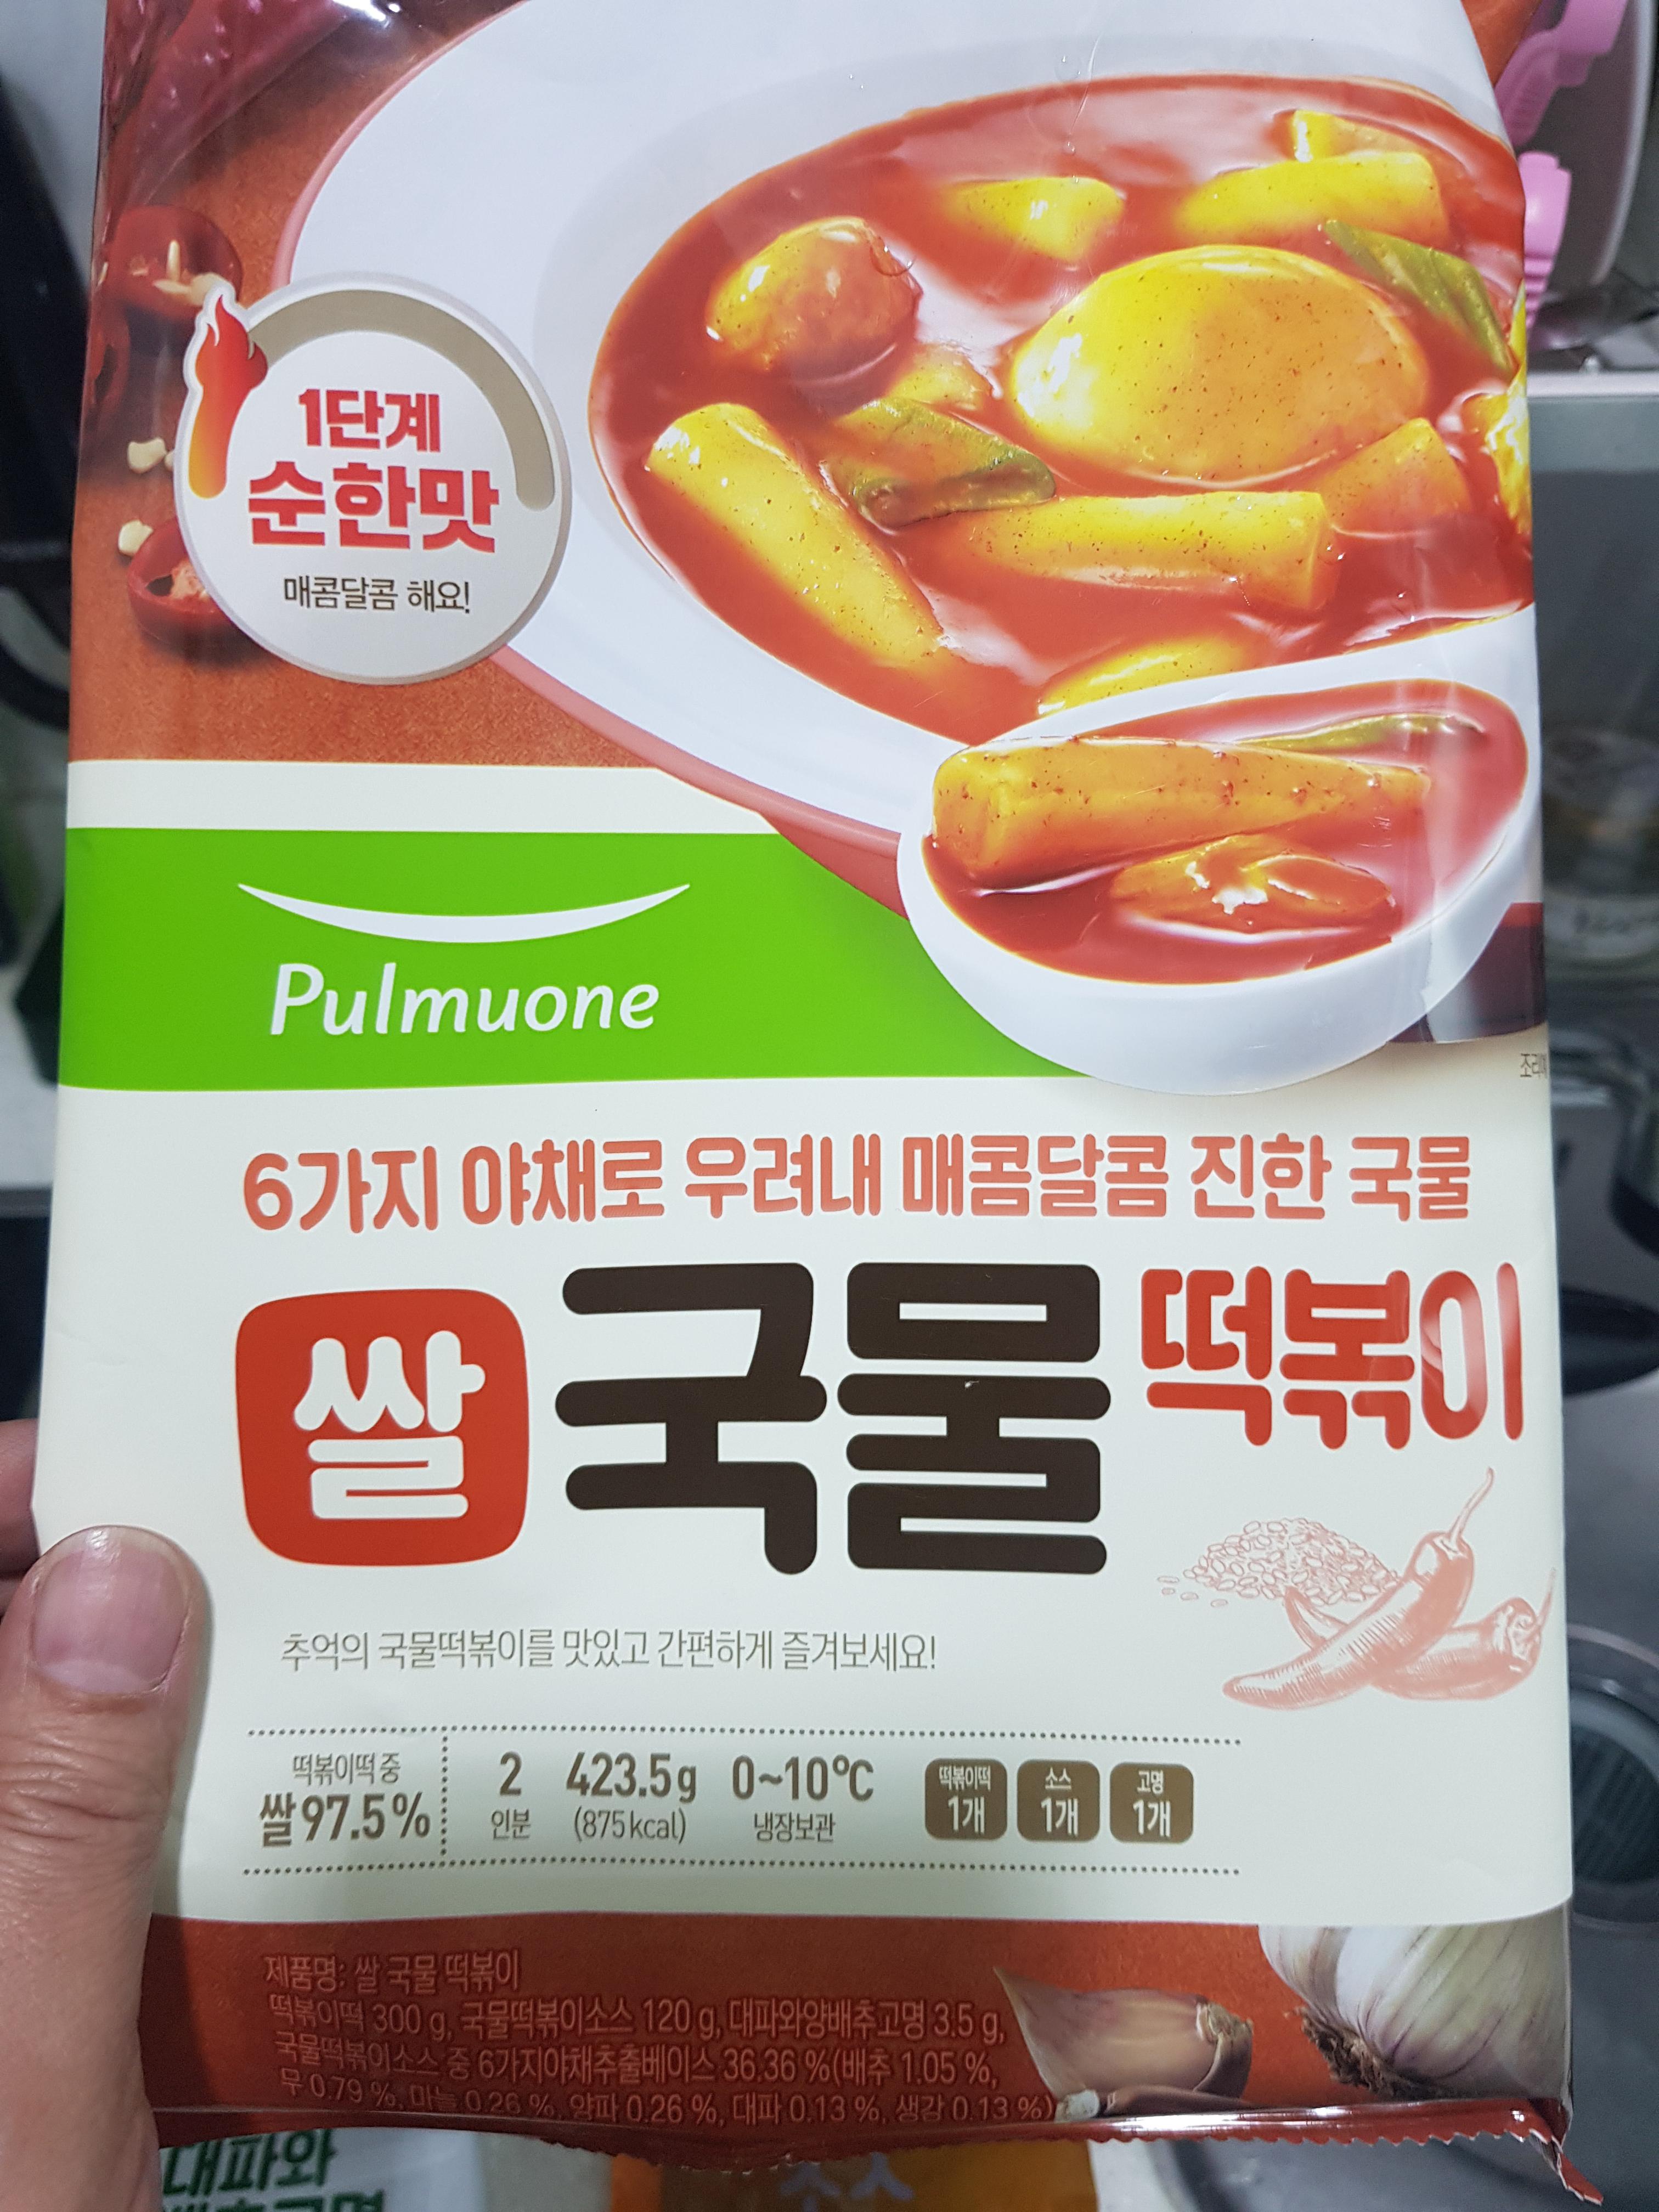 1단계
순한맛
매콤달콤 해요!
Pulmuone
6가지 야채로 우려내 매콤달콤 진한 국물
쌀 국물 떡볶이
추억의 국물떡볶이를 맛있고 간편하게 즐겨보세요!
떡볶이떡 중
쌀 97.5%
2
인분
423.5g
(875kcal)
0~10℃
냉장보관
떡볶이떡
1개
소스
1개
고명
1개
제품명: 쌀 국물 떡볶이
떡볶이떡 300 g, 국물떡볶이소스 120 g, 대파와양배추고명 3.5 g,
국물떡볶이소스 중 6가지야채추출베이스 36.36 %(배추 1.05 %,
무 0.79 %, 마늘 0.26 %, 양파 0.26 %, 대파 0.13 %, 생강 0.13 %)
대파와